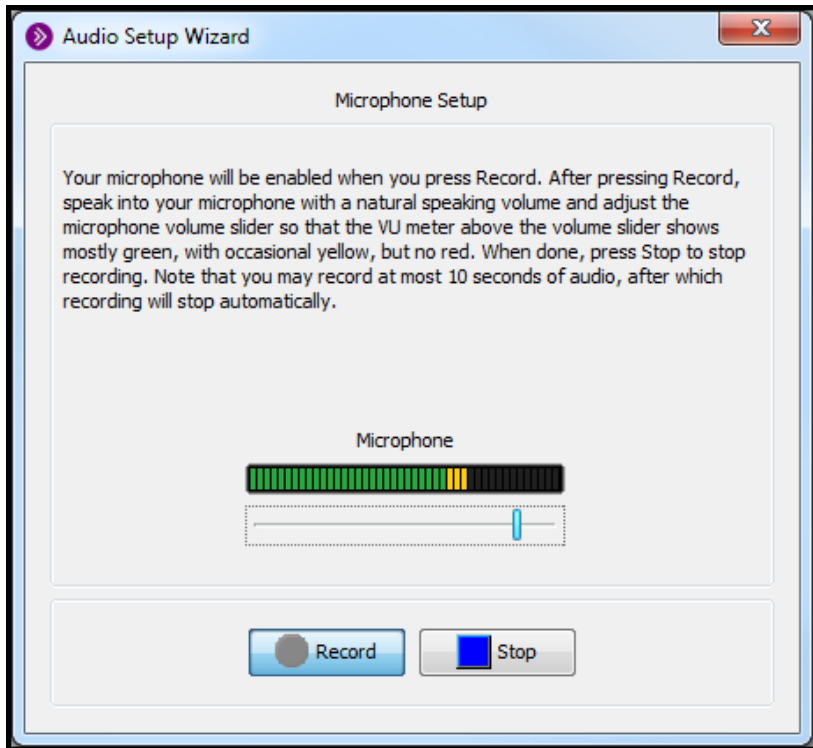 Audio Setup Wizard
Microphone Setup
Your microphone will be enabled when you press Record. After pressing Record,
speak into your microphone with a natural speaking volume and adjust the
microphone volume slider so that the VU meter above the volume slider shows
mostly green, with occasional yellow, but no red. When done, press Stop to stop
recording. Note that you may record at most 10 seconds of audio, after which
recording will stop automatically.
Microphone
Record
Stop